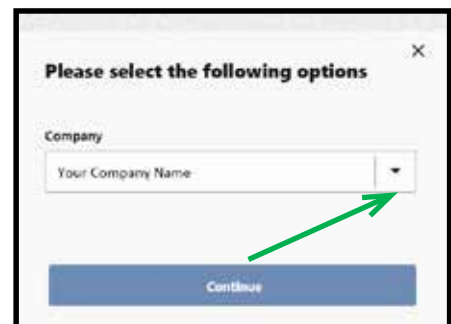 Please select the following options
Company
Your Company Name
Continue